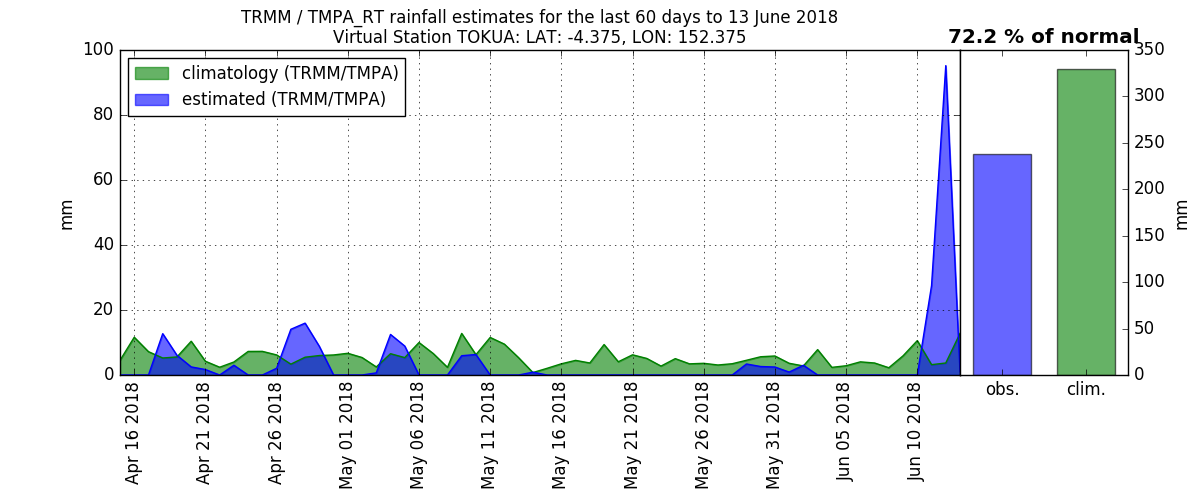 TRMM / TMPA_RT rainfall estimates for the last 60 days to 13 June 2018
Virtual Station TOKUA: LAT: -4.375, LON: 152.375
72.2 % of normal
climatology (TRMM/TMPA)
estimated (TRMM/TMPA)
100
80
60
40
20
0
mm
350
300
250
200
150
100
50
0
mm
Apr 16 2018
Apr 21 2018
Apr 26 2018
May 01 2018
May 06 2018
May 11 2018
May 16 2018
May 21 2018
May 26 2018
May 31 2018
Jun 05 2018
Jun 10 2018
obs.
clim.